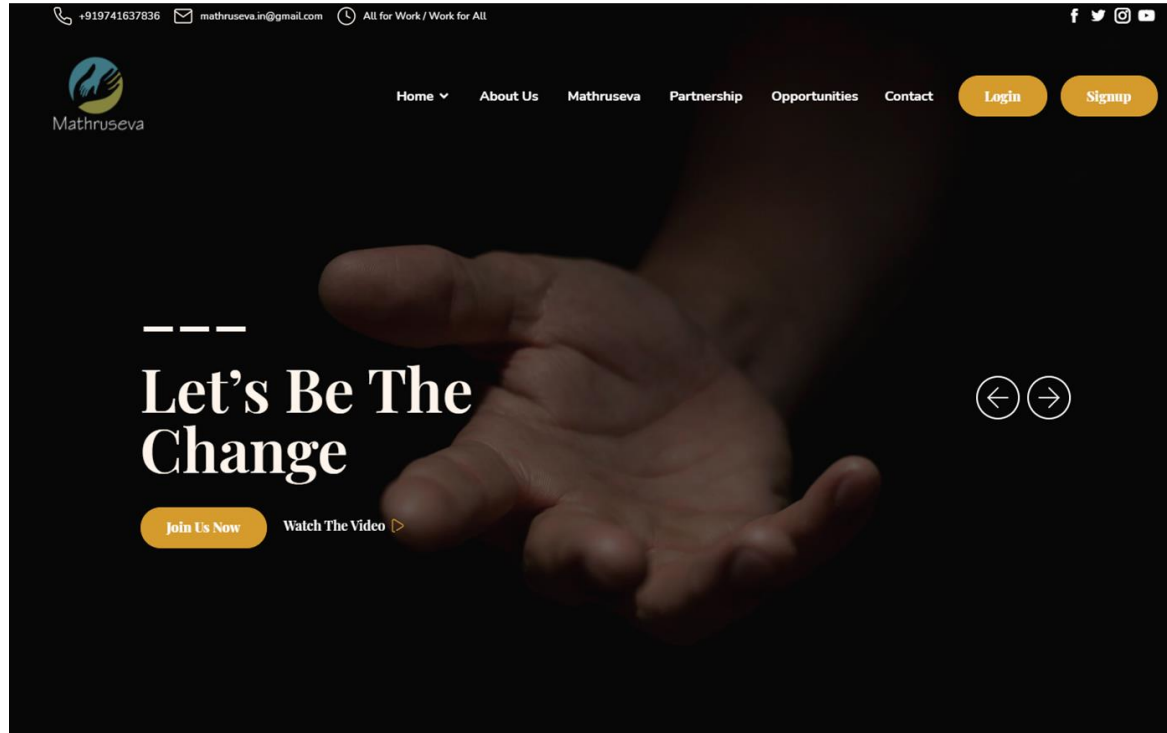 +919741637836 mathruseva.in@gmail.com All for Work / Work for All
Mathruseva
Home About Us Mathruseva Partnership Opportunities Contact Login Signup
Let's Be The
Change
Join Us Now Watch The Video